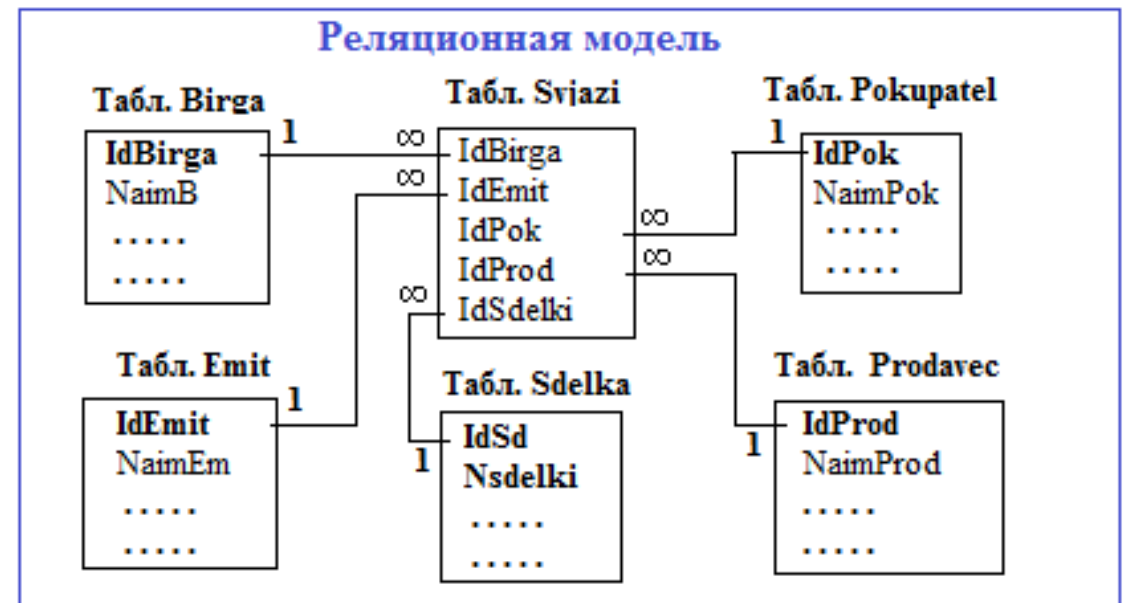 Реляционная модель
Табл. Birga
1
IdBirga
NaimB
.....
.....
Табл. Svjazi
∞
IdBirga
∞
IdEmit
IdPok
∞
IdProd
∞
∞
IdSdelki
Табл. Pokupatel
1
IdPok
NaimPok
.....
.....
Табл. Emit
1
IdEmit
NaimEm
.....
.....
Табл. Sdelka
1
IdSd
Nsdelki
.....
.....
Табл. Prodavec
1
IdProd
NaimProd
.....
.....